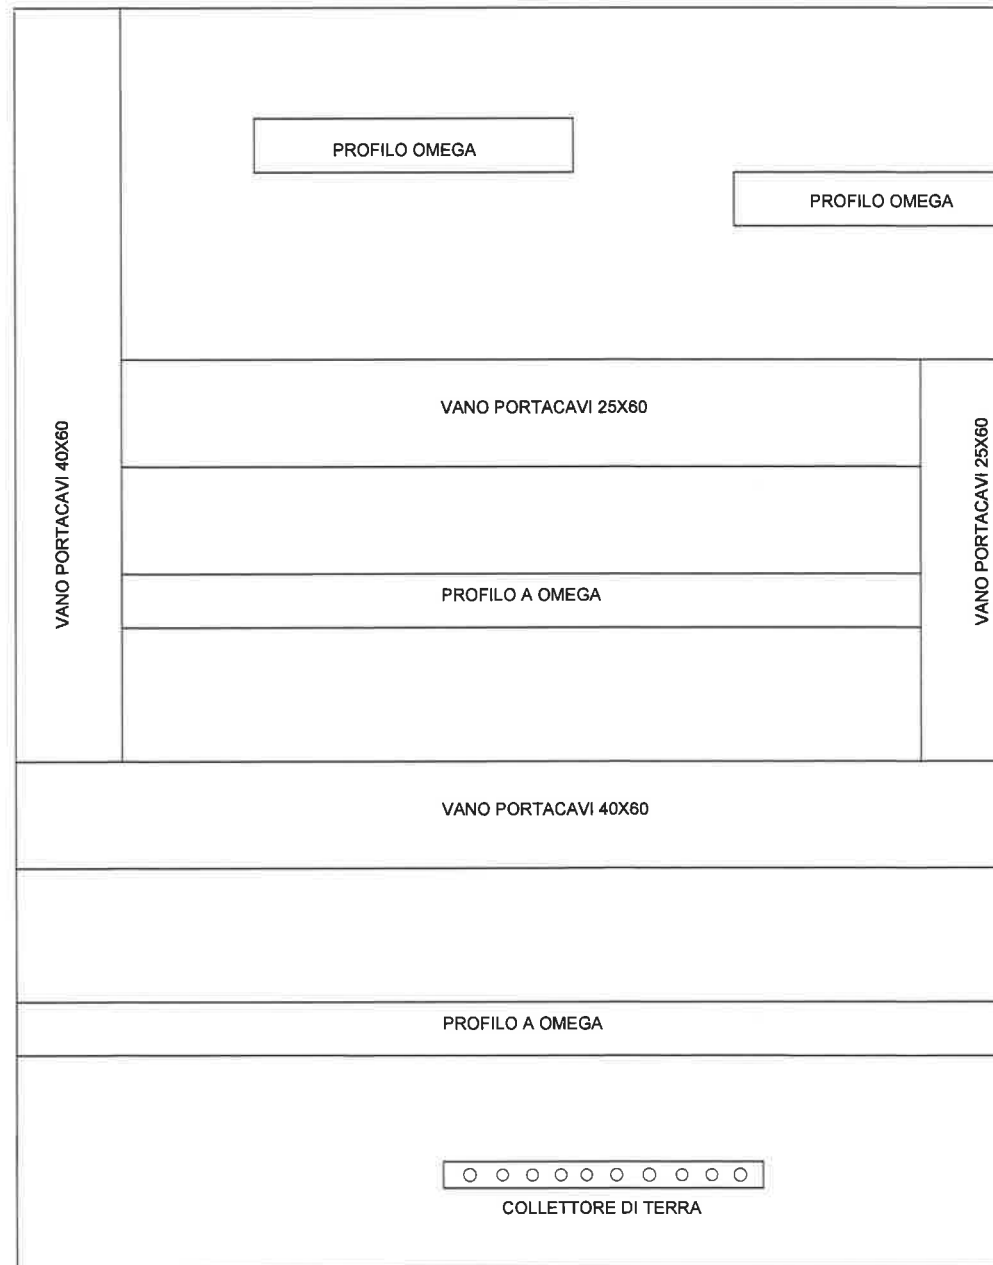 PROFILO OMEGA
PROFILO OMEGA
VANO PORTACAVI 25X60
VANO PORTACAVI 40X60
VANO PORTACAVI 25X60
PROFILO A OMEGA
VANO PORTACAVI 40X60
PROFILO A OMEGA
COLLETTORE DI TERRA